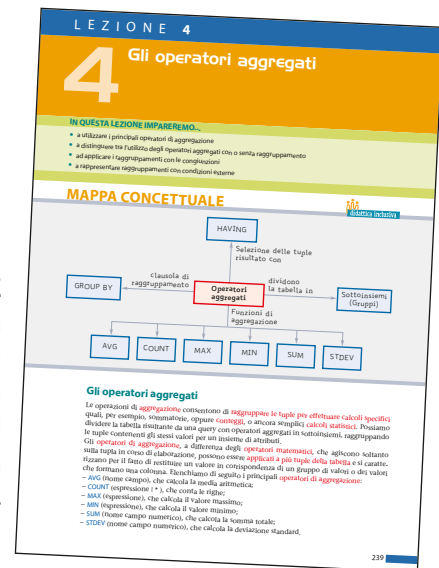 LEZIONE 4
4
Gli operatori aggregati
IN QUESTA LEZIONE IMPAREREMO...
• a utilizzare i principali operatori di aggregazione
• a distinguere tra l'utilizzo degli operatori aggregati con o senza raggruppamento
• ad applicare i raggruppamenti con le congiunzioni
• a rappresentare raggruppamenti con condizioni esterne
MAPPA CONCETTUALE
didattica inclusiva
HAVING
Selezione delle tuple
risultato con
clausola di
raggruppamento
dividono
la tabella in
GROUP BY
Operatori
aggregati
Sottoinsiemi
(Gruppi)
Funzioni di
aggregazione
AVG
COUNT
MAX
MIN
SUM
STDEV
Gli operatori aggregati
Le operazioni di aggregazione consentono di raggruppare le tuple per effettuare calcoli specifici
quali, per esempio, sommatorie, oppure conteggi, o ancora semplici calcoli statistici. Possiamo
dividere la tabella risultante da una query con operatori aggregati in sottoinsiemi, raggruppando
le tuple contenenti gli stessi valori per un insieme di attributi.
Gli operatori di aggregazione, a differenza degli operatori matematici, che agiscono soltanto
sulla tupla in corso di elaborazione, possono essere applicati a più tuple della tabella e si caratte-
rizzano per il fatto di restituire un valore in corrispondenza di un gruppo di valori o dei valori
che formano una colonna. Elenchiamo di seguito i principali operatori di aggregazione:
– AVG (nome campo), che calcola la media aritmetica;
– COUNT (espressione | *), che conta le righe;
– MAX (espressione), che calcola il valore massimo;
– MIN (espressione), che calcola il valore minimo;
– SUM (nome campo numerico), che calcola la somma totale;
– STDEV (nome campo numerico), che calcola la deviazione standard.
239